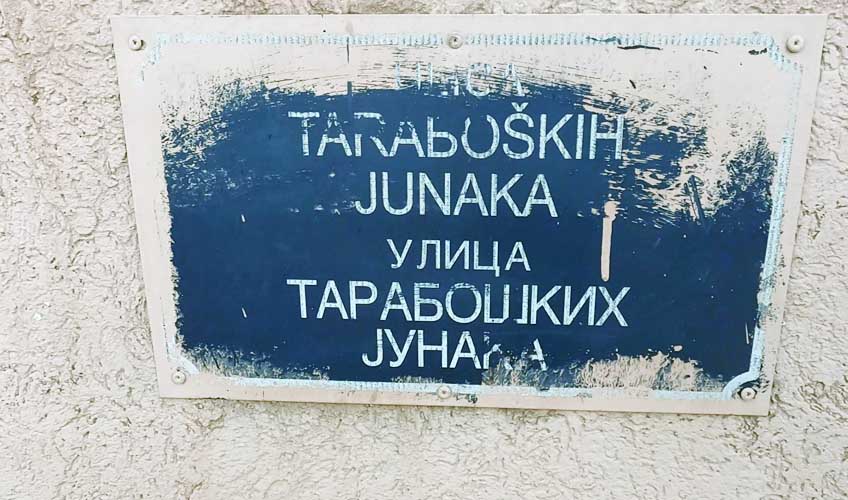 ULICA
TARABOŠKIH
JUNAKA
УЛИЦА
ТАРАБОШКИХ
ЈУНАКА